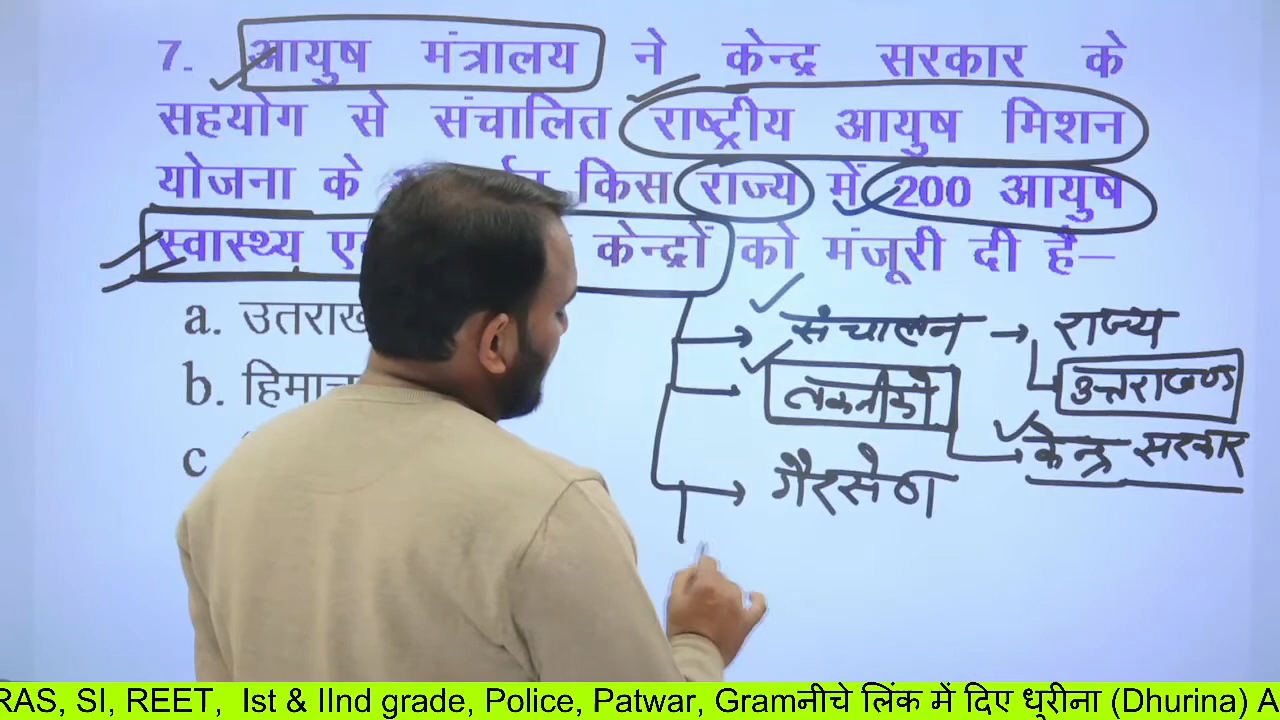 7. आयुष मंत्रालय ने केन्द्र सरकार के
सहयोग से संचालित राष्ट्रीय आयुष मिशन
योजना के किस राज्य में 200 आयुष
स्वास्थ्य केन्द्रों को मंजूरी दी है–
a.
b.
c
संचालन → राज्य
उत्तराखण्ड
तकनीकी
केन्द्र सरकार
गैरसेण
RAS, SI, REET, Ist & IInd grade, Police, Patwar, Gramनीचे लिंक में दिए धूरीना (Dhurina) A